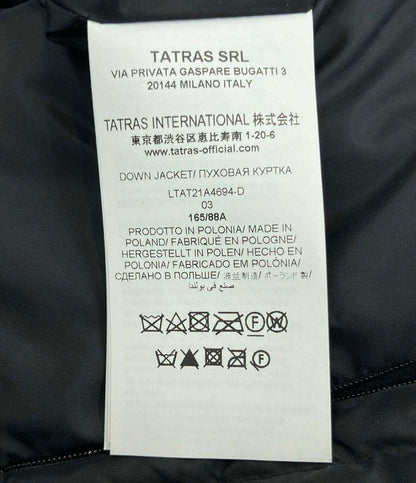 TATRAS SRL
VIA PRIVATA GASPARE BUGATTI 3
20144 MILANO ITALY
TATRAS INTERNATIONAL 株式会社
東京都渋谷区恵比寿南 1-20-6
www.tatras-official.com
DOWN JACKET/ ПУХОВАЯ КУРТКА
LTAT21A4694-D
03
165/88A
PRODOTTO IN POLONIA/ MADE IN
POLAND/ FABRIQUÉ EN POLOGNE/
HERGESTELLT IN POLEN/ HECHO EN
POLONIA/ FABRICADO EM POLÓNIA/
СДЕЛАНО В ПОЛЬШЕ/ 波兰制造/ ポーランド製/
صنع في بولندا
F W
F